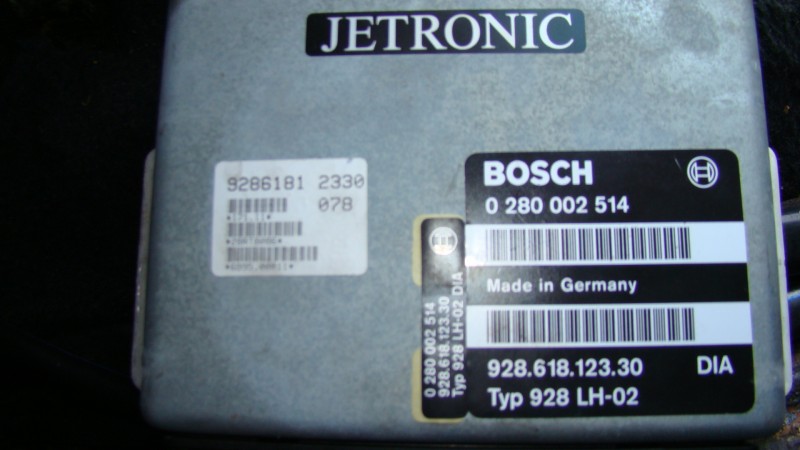 JETRONIC
9286181 2330
078
BOSCH
0 280 002 514
Made in Germany
928.618.123.30 DIA
Typ 928 LH-02
0 280 002 514
928.618.123.30
Typ 928 LH-02 DIA